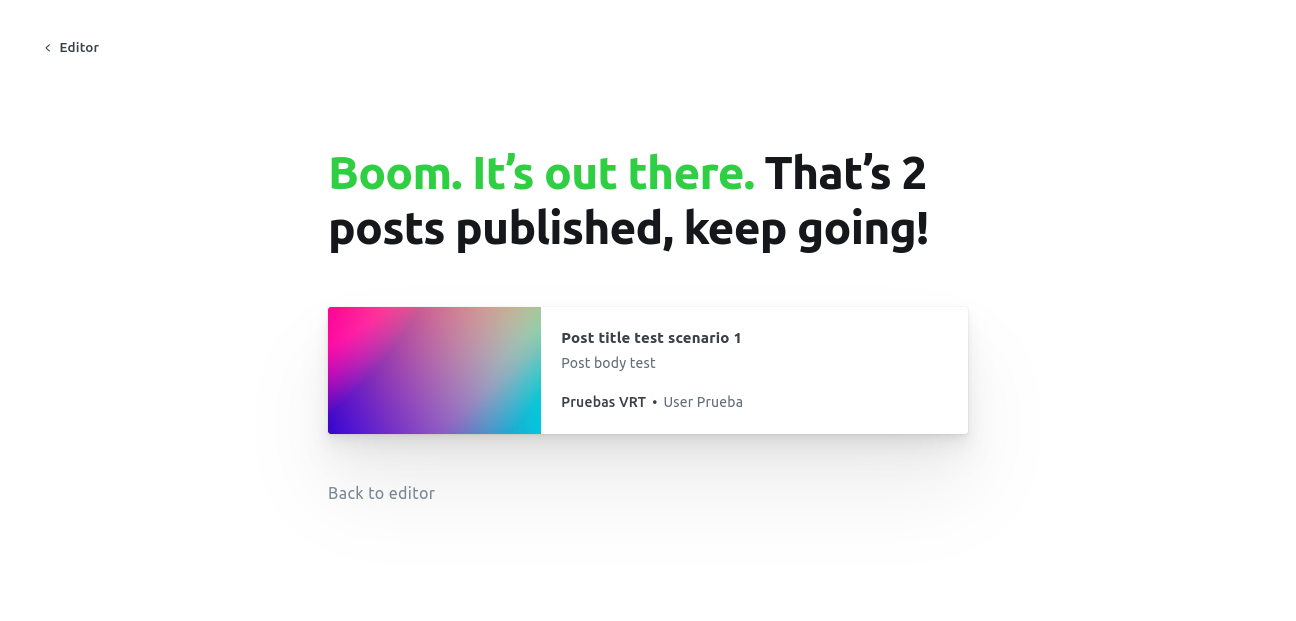 Editor
Boom. It’s out there. That’s 2
posts published, keep going!
Post title test scenario 1
Post body test
Pruebas VRT • User Prueba
Back to editor